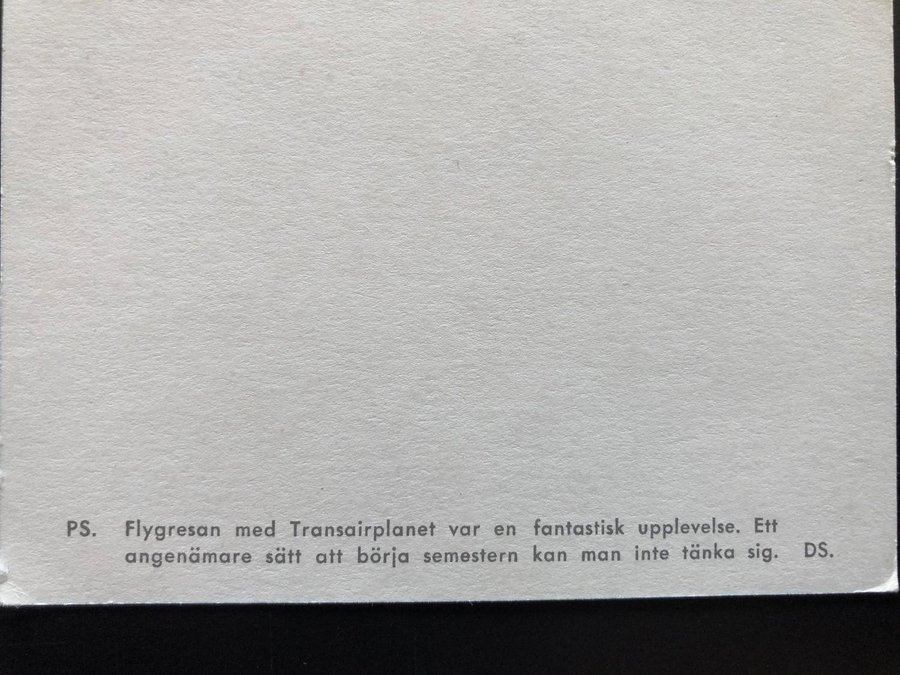 PS. Flygresan med Transairplanet var en fantastisk upplevelse. Ett
angenämare sätt att börja semestern kan man inte tänka sig. DS.